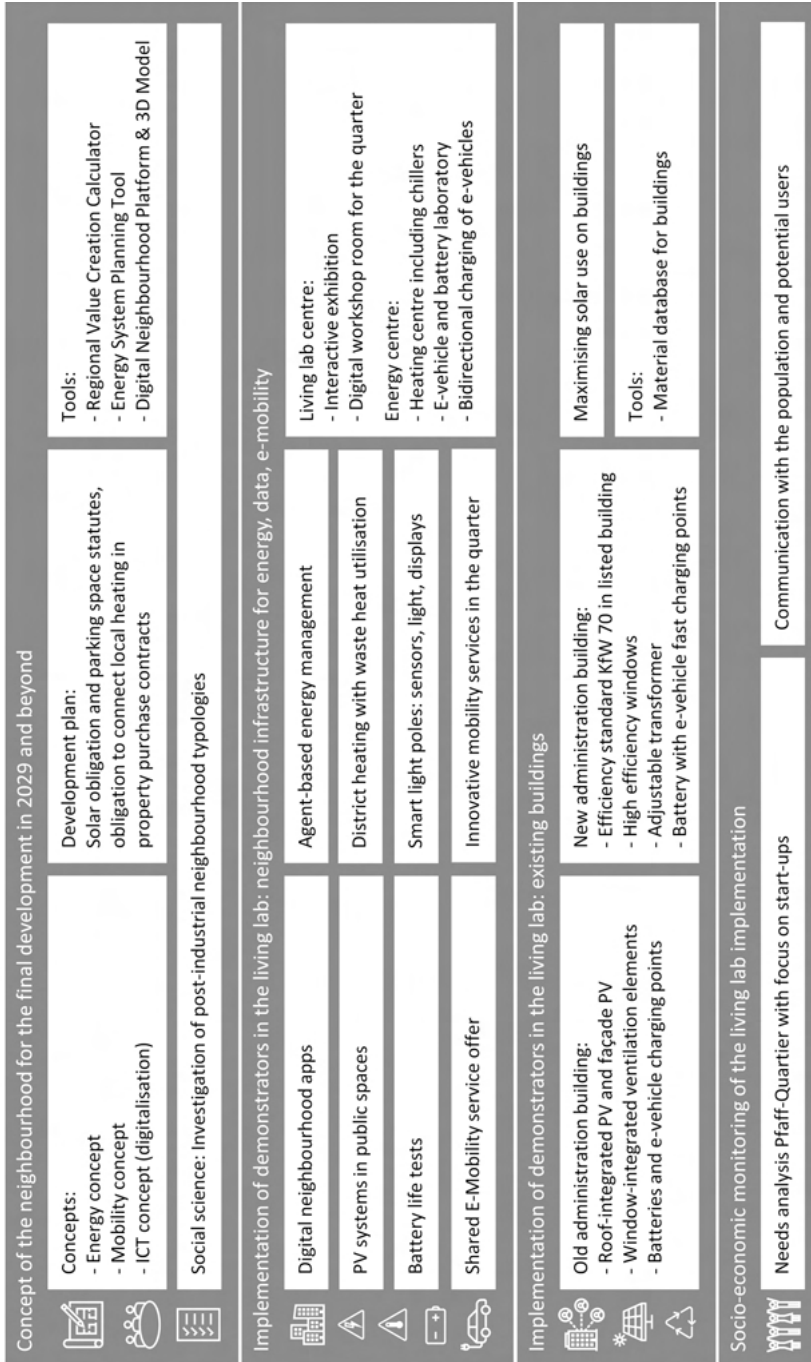 Concept of the neighbourhood for the final development in 2029 and beyond
Concepts:
- Energy concept
- Mobility concept
- ICT concept (digitalisation)
Development plan:
Solar obligation and parking space statutes,
obligation to connect local heating in
property purchase contracts
Tools:
- Regional Value Creation Calculator
- Energy System Planning Tool
- Digital Neighbourhood Platform & 3D Model
Social science: Investigation of post-industrial neighbourhood typologies
Implementation of demonstrators in the living lab: neighbourhood infrastructure for energy, data, e-mobility
Digital neighbourhood apps
Agent-based energy management
PV systems in public spaces
District heating with waste heat utilisation
Battery life tests
Smart light poles: sensors, light, displays
Shared E-Mobility service offer
Innovative mobility services in the quarter
Living lab centre:
- Interactive exhibition
- Digital workshop room for the quarter
Energy centre:
- Heating centre including chillers
- E-vehicle and battery laboratory
- Bidirectional charging of e-vehicles
Implementation of demonstrators in the living lab: existing buildings
Old administration building:
- Roof-integrated PV and façade PV
- Window-integrated ventilation elements
- Batteries and e-vehicle charging points
New administration building:
- Efficiency standard KfW 70 in listed building
- High efficiency windows
- Adjustable transformer
- Battery with e-vehicle fast charging points
Maximising solar use on buildings
Tools:
- Material database for buildings
Socio-economic monitoring of the living lab implementation
Needs analysis Pfaff-Quartier with focus on start-ups
Communication with the population and potential users